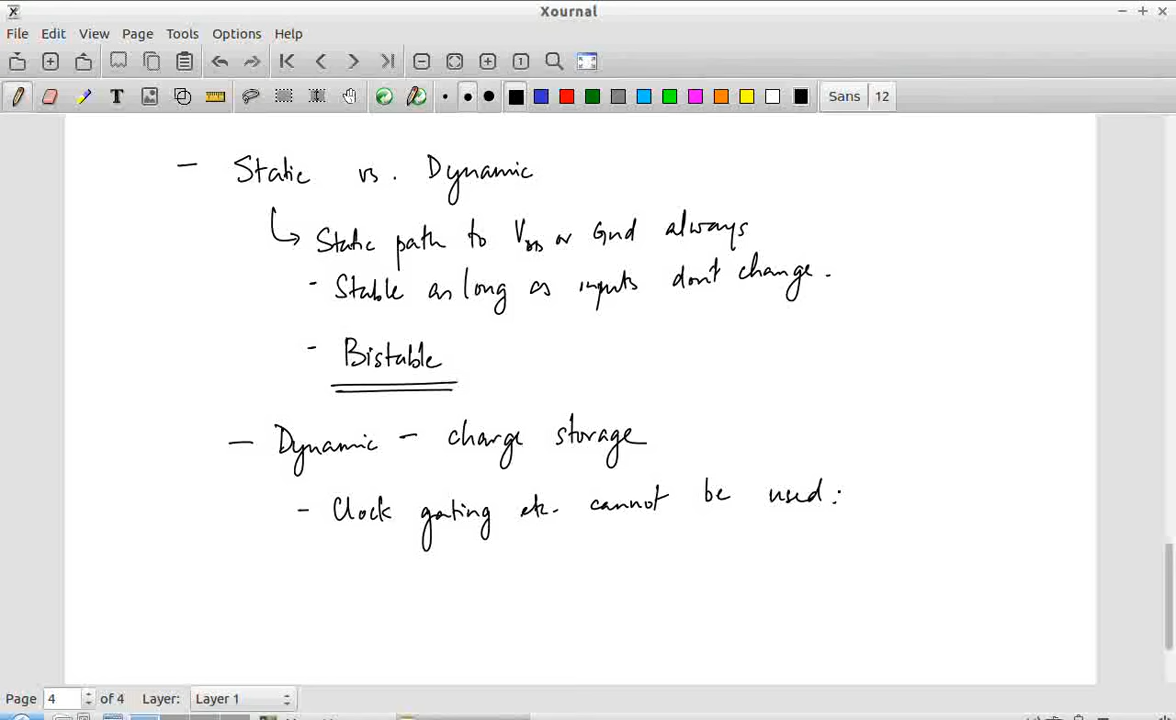 Xournal
File Edit View Page Tools Options Help
T Sans 12
- Static vs. Dynamic
Static path to VDD or Gnd always
- Stable as long as inputs don't change.
- Bistable
- Dynamic - charge storage
- Clock gating etc. cannot be used:
Page 4 of 4 Layer: Layer 1